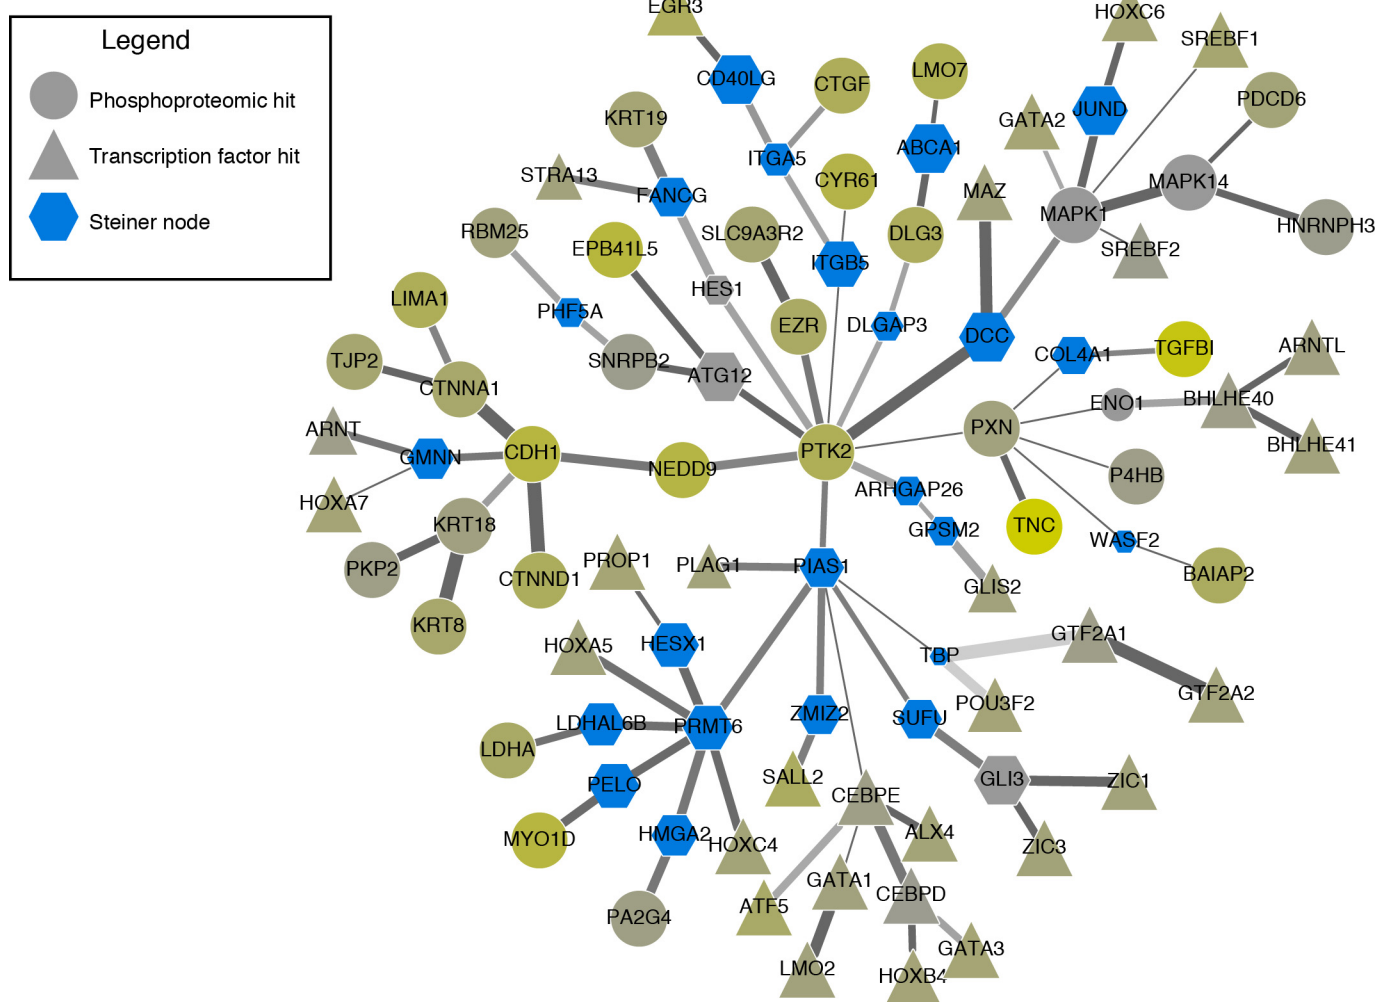 Legend
Phosphoproteomic hit
Transcription factor hit
Steiner node
EGR3
HOXC6
SREBF1
CD40LG
CTGF
LMO7
JUND
PDCD6
KRT19
GATA2
ITGA5
ABCA1
STRA13
FANCG
CYR61
MAZ
MAPK14
MAPK1
RBM25
EPB41L5
SLC9A3R2
DLG3
HNRNPH3
SREBF2
ITGB5
HES1
LIMA1
PHF5A
EZR
DLGAP3
DCC
TJP2
SNRPB2
ATG12
COL4A1
TGFBI
ARNTL
CTNNA1
ENO1
BHLHE40
ARNT
PXN
BHLHE41
GMNN
CDH1
NEDD9
PTK2
P4HB
ARHGAP26
HOXA7
KRT18
TNC
GPSM2
WASF2
PKP2
CTNND1
PROP1
PLAG1
PIAS1
GLIS2
BAIAP2
KRT8
HOXA5
HESX1
TBP
GTF2A1
GTF2A2
LDHAL6B
PRMT6
ZMIZ2
SUFU
POU3F2
LDHA
PELO
SALL2
CEBPE
GLI3
ZIC1
MYO1D
HMGA2
HOXC4
ALX4
ZIC3
GATA1
CEBPD
PA2G4
ATF5
GATA3
LMO2
HOXB4